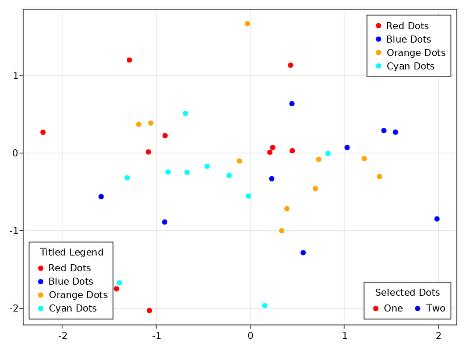 Red Dots
Blue Dots
Orange Dots
Cyan Dots
1
0
-1
-2
Titled Legend
Red Dots
Blue Dots
Orange Dots
Cyan Dots
Selected Dots
One Two
-2 -1 0 1 2